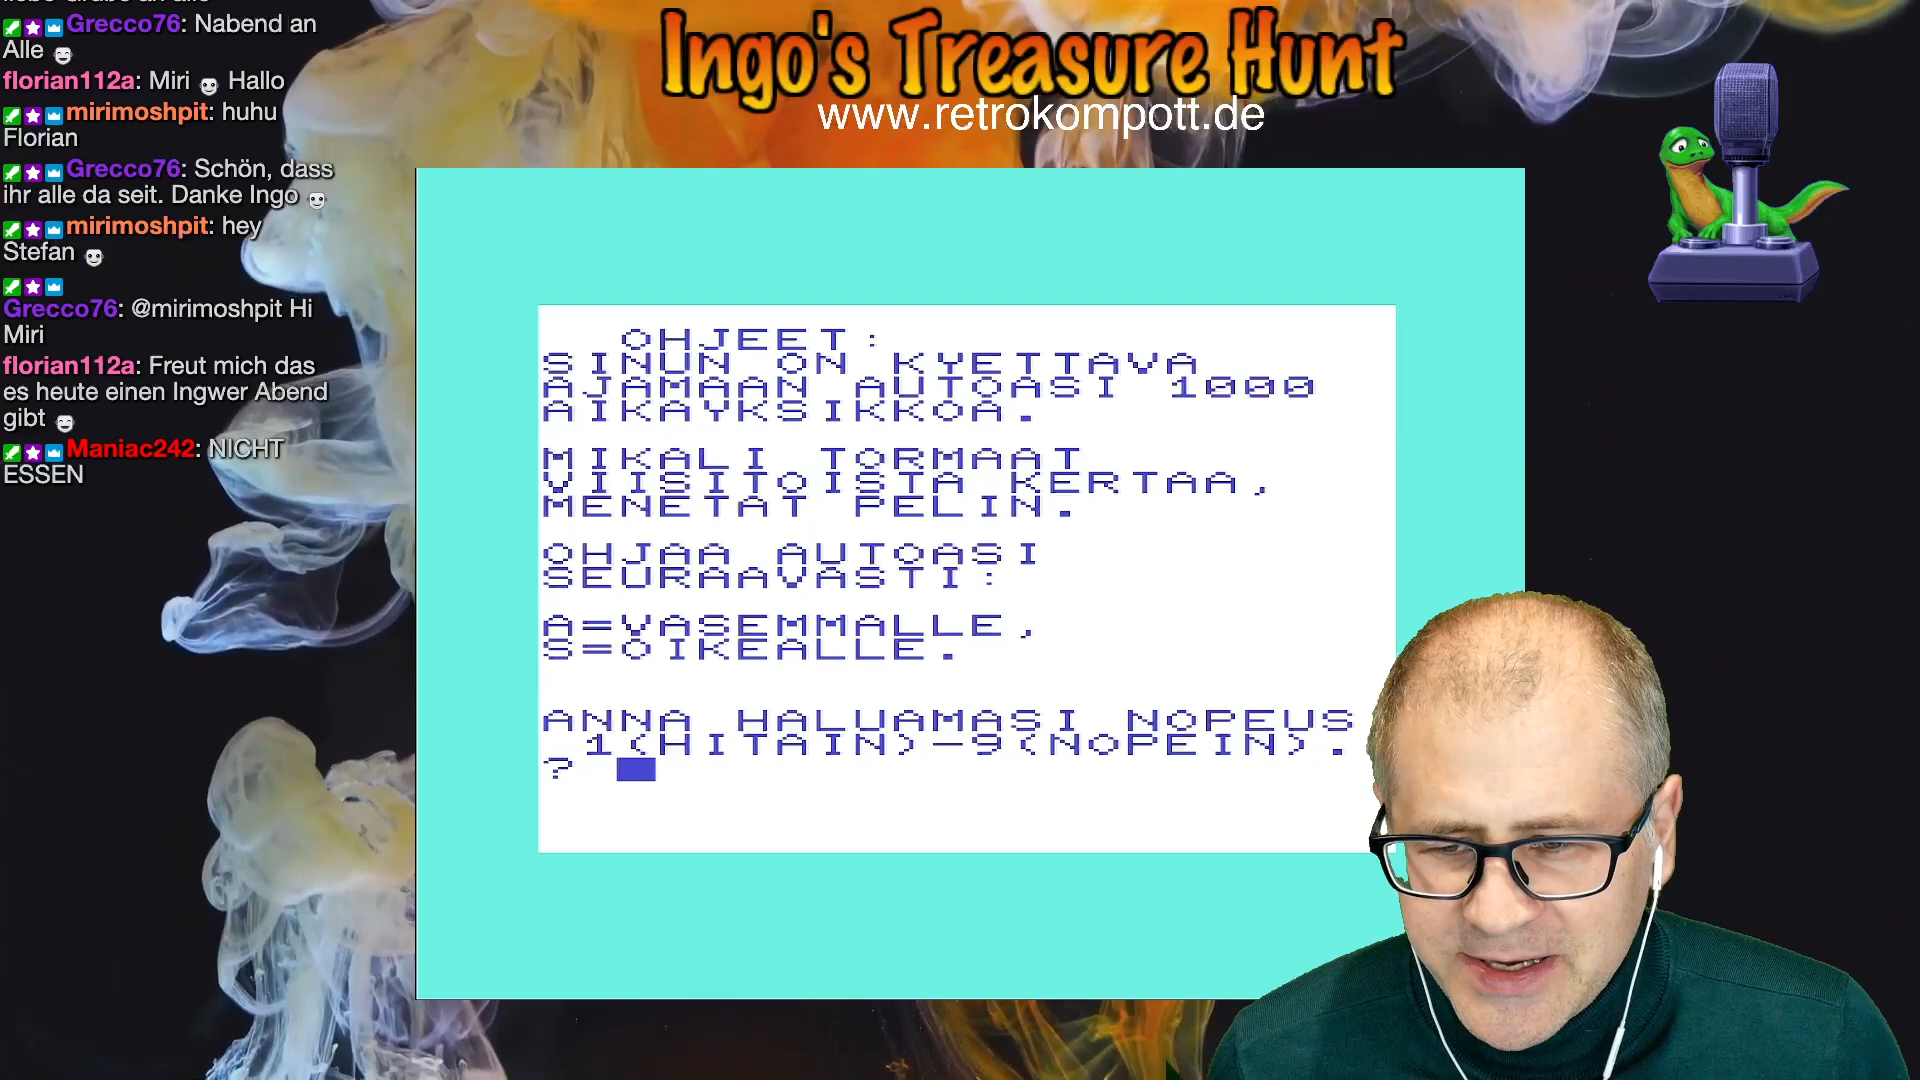 Grecco76: Nabend an
Alle
florian112a: Miri Hallo
mirimoshpit: huhu
Florian
Grecco76: Schön, dass
ihr alle da seit. Danke Ingo
mirimoshpit: hey
Stefan
Grecco76: @mirimoshpit Hi
Miri
florian112a: Freut mich das
es heute einen Ingwer Abend
gibt
Maniac242: NICHT
ESSEN
Ingo's Treasure Hunt
www.retrokompott.de
OHJEET:
SINUN ON KYETTAVA
AJAMAAN AUTOASI 1000
AIKAYKSIKKOA.
MIKALI TORMAAT
VIISITOISTA KERTAA,
MENETAT PELIN.
OHJAA AUTOASI
SEURAAVASTI:
A=VASEMMALLE,
S=OIKEALLE.
ANNA HALUAMASI NOPEUS
1(HITAIN)-9(NOPEIN).
?